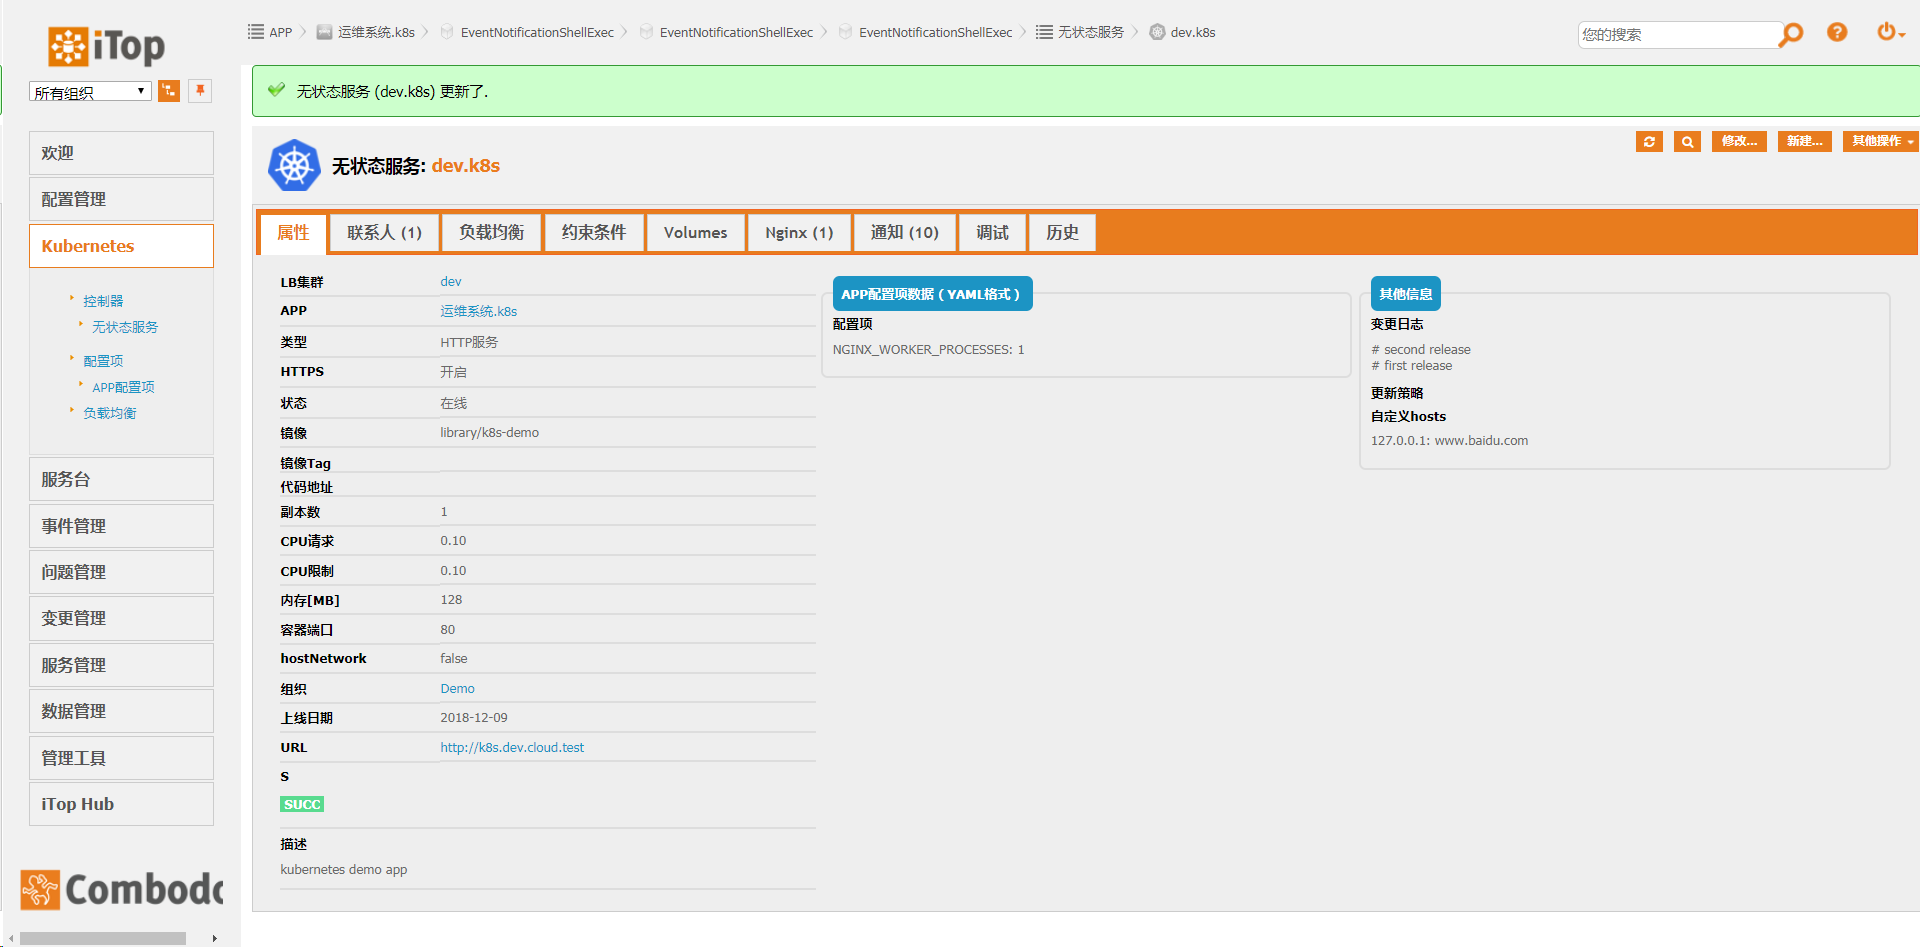 iTop
APP 运维系统.k8s EventNotificationShellExec EventNotificationShellExec EventNotificationShellExec 无状态服务 dev.k8s
您的搜索
所有组织
无状态服务 (dev.k8s) 更新了.
欢迎
配置管理
Kubernetes
控制器
无状态服务
配置项
APP配置项
负载均衡
服务台
事件管理
问题管理
变更管理
服务管理
数据管理
管理工具
iTop Hub
Combodo
无状态服务: dev.k8s
修改... 新建... 其他操作
属性 联系人 (1) 负载均衡 约束条件 Volumes Nginx (1) 通知 (10) 调试 历史
LB集群 dev
APP 运维系统.k8s
类型 HTTP服务
HTTPS 开启
状态 在线
镜像 library/k8s-demo
镜像Tag
代码地址
副本数 1
CPU请求 0.10
CPU限制 0.10
内存[MB] 128
容器端口 80
hostNetwork false
组织 Demo
上线日期 2018-12-09
URL http://k8s.dev.cloud.test
S
SUCC
描述
kubernetes demo app
APP配置项数据 ( YAML格式 )
配置项
NGINX_WORKER_PROCESSES: 1
其他信息
变更日志
# second release
# first release
更新策略
自定义hosts
127.0.0.1: www.baidu.com